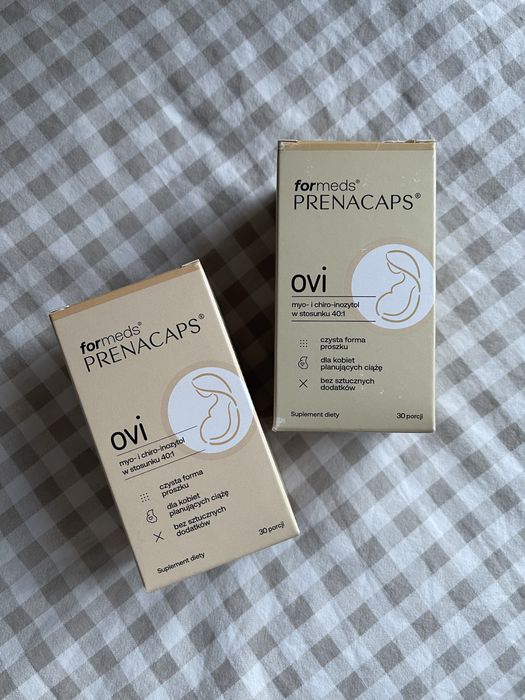 formeds®
PRENACAPS®
ovi
myo- i chiro-inozytol
w stosunku 40:1
czysta forma
proszku
dla kobiet
planujących ciążę
bez sztucznych
dodatków
Suplement diety
30 porcji
formeds®
PRENACAPS®
ovi
myo- i chiro-inozytol
w stosunku 40:1
czysta forma
proszku
dla kobiet
planujących ciążę
bez sztucznych
dodatków
Suplement diety
30 porcji